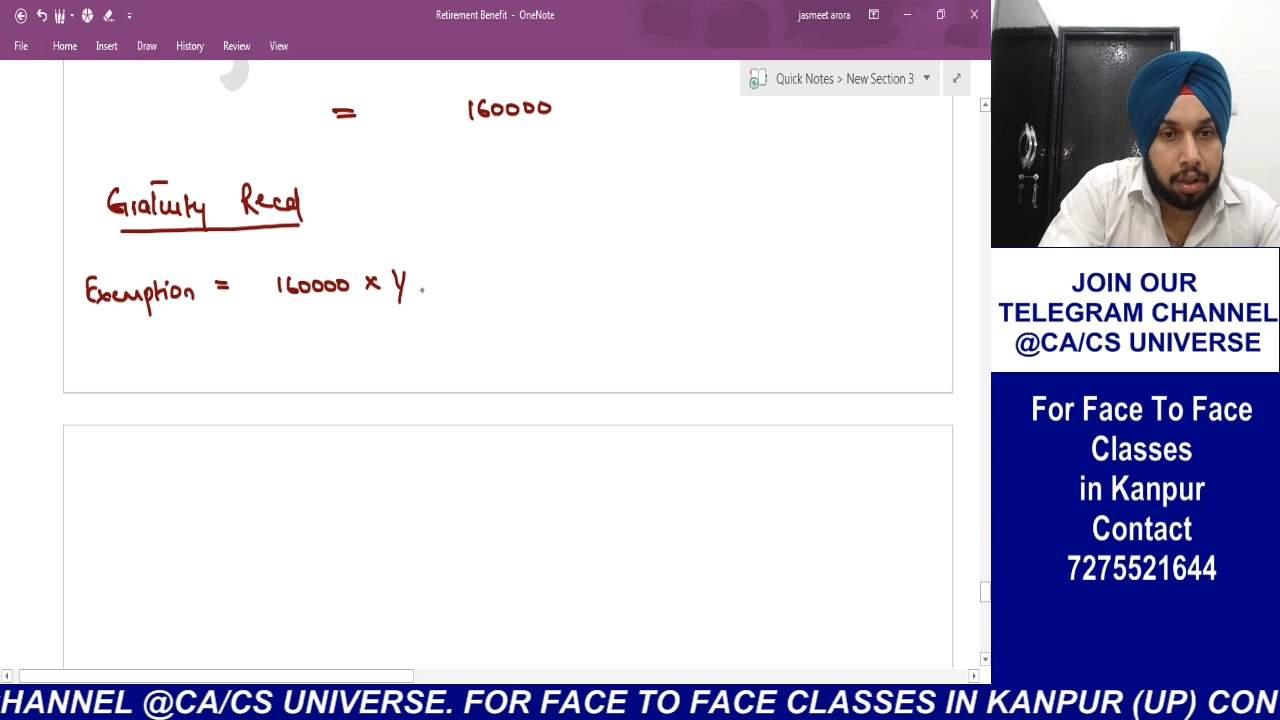 Retirement Benefit - OneNote
jasmeet arora
File Home Insert Draw History Review View
Quick Notes > New Section 3
= 160000
Gratuity Recd
Exemption = 160000 × Y
JOIN OUR
TELEGRAM CHANNEL
@CA/CS UNIVERSE
For Face To Face
Classes
in Kanpur
Contact
7275521644
CHANNEL @CA/CS UNIVERSE. FOR FACE TO FACE CLASSES IN KANPUR (UP) CON